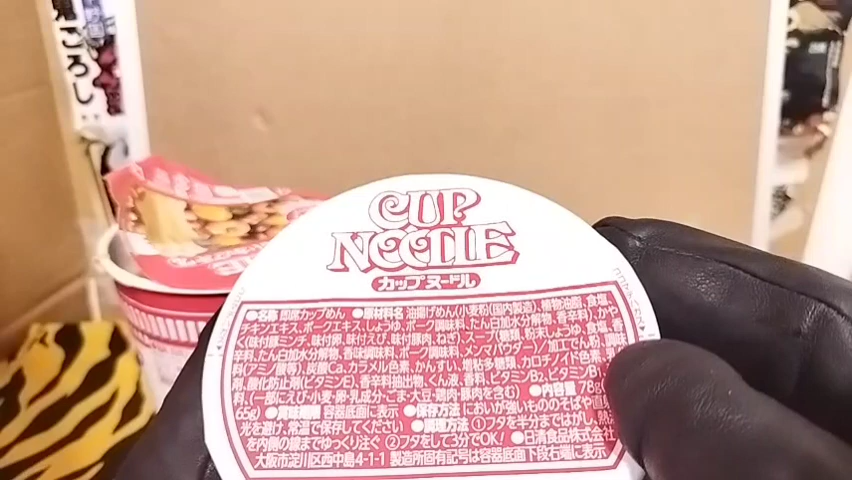 鬼ころし
CUP
NOODLE
カップヌードル
●名称 即席カップめん ●原材料名 油揚げめん(小麦粉(国内製造)、植物油脂、食塩、
チキンエキス、ポークエキス、しょうゆ、ポーク調味料、たん白加水分解物、香辛料)、かや
く(味付豚ミンチ、味付卵、味付えび、味付豚肉、ねぎ)、スープ(糖類、粉末しょうゆ、食塩、香
辛料、たん白加水分解物、香味調味料、ポーク調味料、メンマパウダー)/加工でん粉、調味
料(アミノ酸等)、炭酸Ca、カラメル色素、かんすい、増粘多糖類、カロチノイド色素、
剤、酸化防止剤(ビタミンE)、香辛料抽出物、くん液、香料、ビタミンB2、ビタミンB1、
料、(一部にえび・小麦・卵・乳成分・ごま・大豆・鶏肉・豚肉を含む) ●内容量 78g(
65g) ●賞味期限 容器底面に表示 ●保存方法 においが強いもののそばや直射
光を避け、常温で保存してください ●調理方法 ①フタを半分まではがし、熱湯
を内側の線までゆっくり注ぐ ②フタをして3分でOK! ●日清食品株式会社
大阪市淀川区西中島4-1-1 製造所固有記号は容器底面下段右端に表示